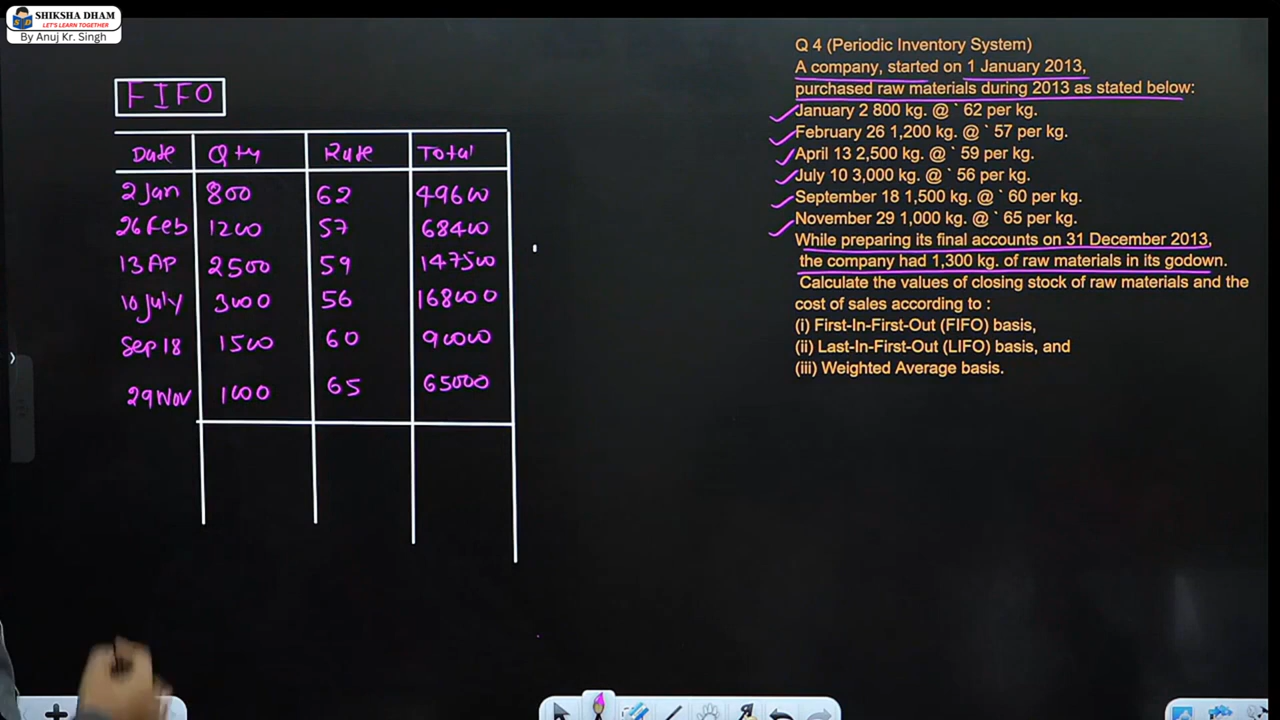 SHIKSHA DHAM
LET'S LEARN TOGETHER
By Anuj Kr. Singh
FIFO
Date Qty Rate Total
2 Jan 800 62 49600
26 Feb 1200 57 68400
13 AP 2500 59 147500
10 July 3000 56 168000
Sep 18 1500 60 90000
29 Nov 1000 65 65000
Q 4 (Periodic Inventory System)
A company, started on 1 January 2013,
purchased raw materials during 2013 as stated below:
January 2 800 kg. @ ` 62 per kg.
February 26 1,200 kg. @ ` 57 per kg.
April 13 2,500 kg. @ ` 59 per kg.
July 10 3,000 kg. @ ` 56 per kg.
September 18 1,500 kg. @ ` 60 per kg.
November 29 1,000 kg. @ ` 65 per kg.
While preparing its final accounts on 31 December 2013,
the company had 1,300 kg. of raw materials in its godown.
Calculate the values of closing stock of raw materials and the
cost of sales according to :
(i) First-In-First-Out (FIFO) basis,
(ii) Last-In-First-Out (LIFO) basis, and
(iii) Weighted Average basis.